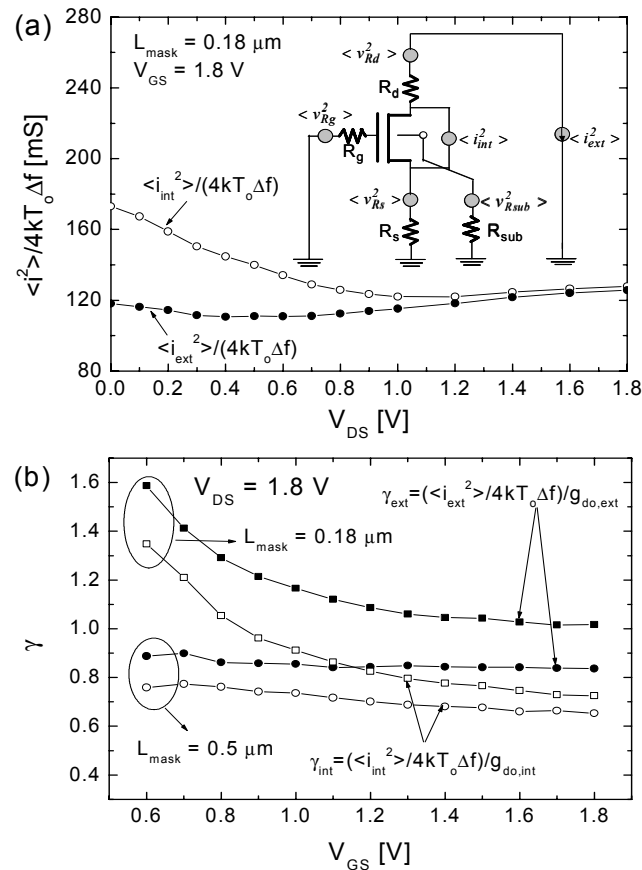 (a)
L_mask = 0.18 μm
V_GS = 1.8 V
<i²>/4kT_oΔf [mS]
280
240
200
160
120
80
<i_int²>/(4kT_oΔf)
<i_ext²>/(4kT_oΔf)
< v²_Rd >
R_d
< v²_Rg >
R_g
< i²_int >
< i²_ext >
< v²_Rs >
< v²_Rsub >
R_s
R_sub
0.0 0.2 0.4 0.6 0.8 1.0 1.2 1.4 1.6 1.8
V_DS [V]
(b)
γ
1.6
1.4
1.2
1.0
0.8
0.6
0.4
V_DS = 1.8 V
γ_ext=(<i_ext²>/4kT_oΔf)/g_do,ext
L_mask = 0.18 μm
L_mask = 0.5 μm
γ_int=(<i_int²>/4kT_oΔf)/g_do,int
0.6 0.8 1.0 1.2 1.4 1.6 1.8
V_GS [V]